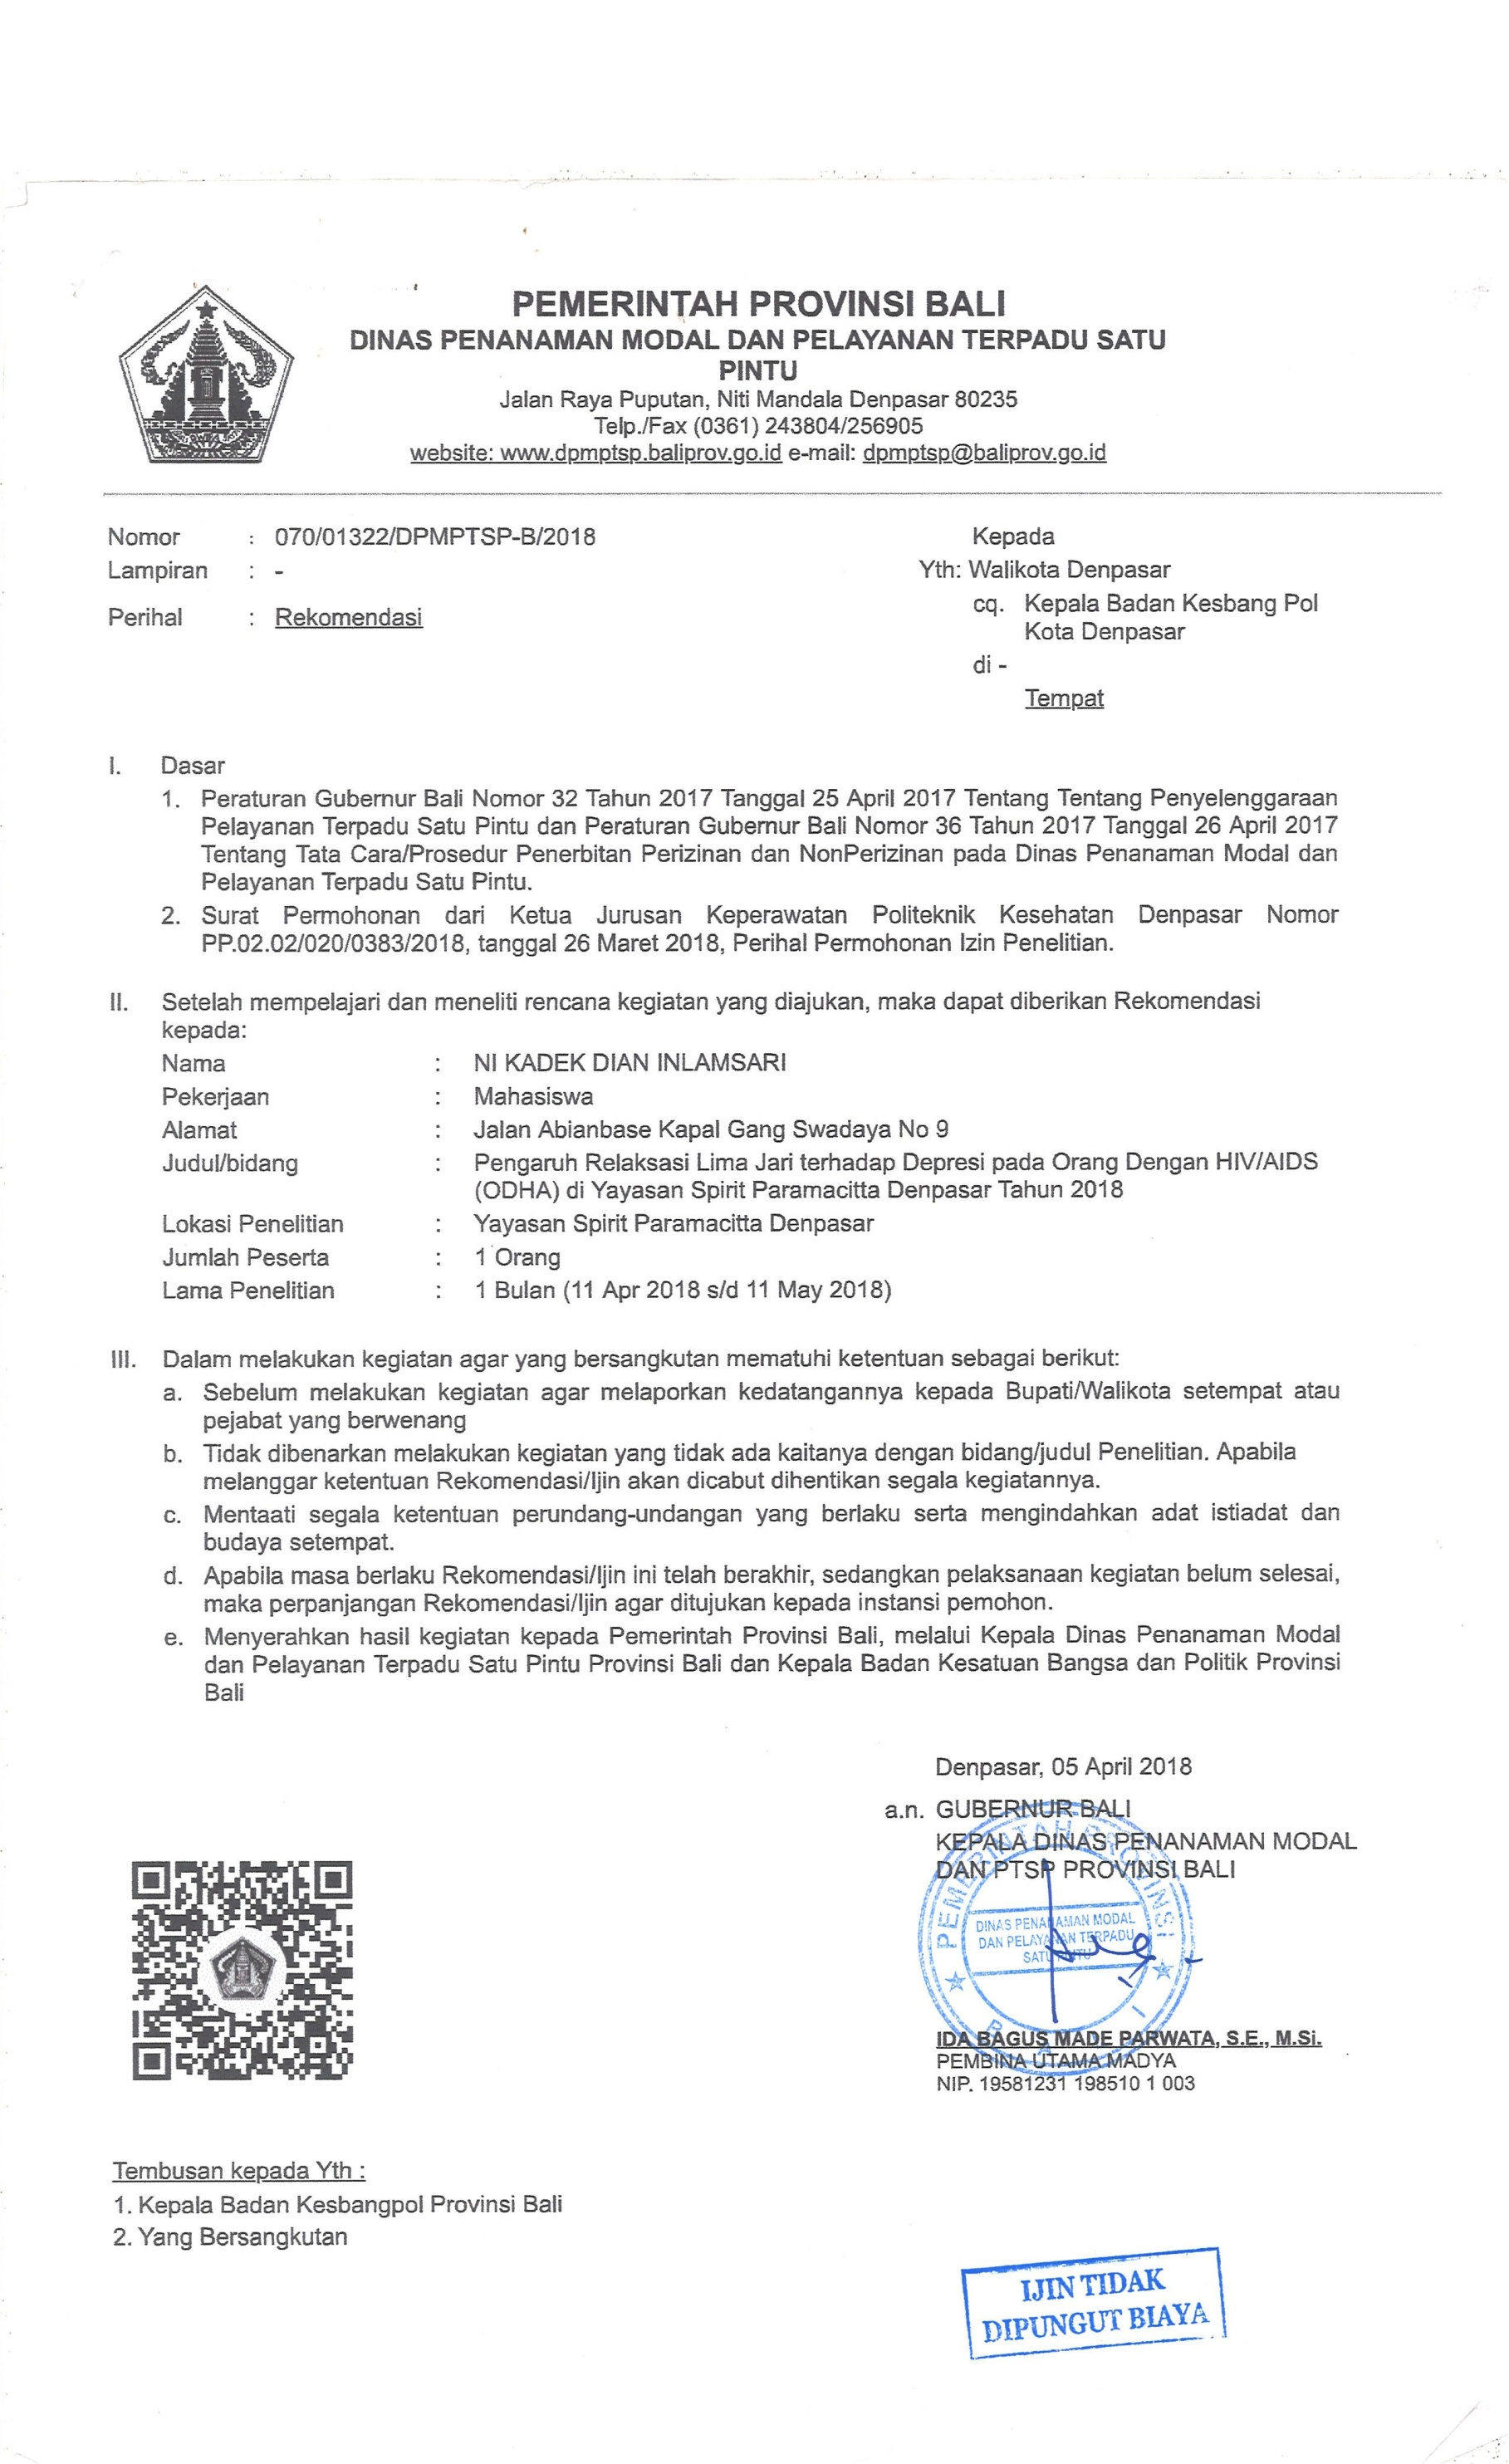 PEMERINTAH PROVINSI BALI
DINAS PENANAMAN MODAL DAN PELAYANAN TERPADU SATU
PINTU
Jalan Raya Puputan, Niti Mandala Denpasar 80235
Telp./Fax (0361) 243804/256905
website: www.dpmptsp.baliprov.go.id e-mail: dpmptsp@baliprov.go.id
Nomor : 070/01322/DPMPTSP-B/2018
Lampiran : -
Perihal : Rekomendasi
Kepada
Yth: Walikota Denpasar
cq. Kepala Badan Kesbang Pol
Kota Denpasar
di -
Tempat
I. Dasar
1. Peraturan Gubernur Bali Nomor 32 Tahun 2017 Tanggal 25 April 2017 Tentang Tentang Penyelenggaraan
Pelayanan Terpadu Satu Pintu dan Peraturan Gubernur Bali Nomor 36 Tahun 2017 Tanggal 26 April 2017
Tentang Tata Cara/Prosedur Penerbitan Perizinan dan NonPerizinan pada Dinas Penanaman Modal dan
Pelayanan Terpadu Satu Pintu.
2. Surat Permohonan dari Ketua Jurusan Keperawatan Politeknik Kesehatan Denpasar Nomor
PP.02.02/020/0383/2018, tanggal 26 Maret 2018, Perihal Permohonan Izin Penelitian.
II. Setelah mempelajari dan meneliti rencana kegiatan yang diajukan, maka dapat diberikan Rekomendasi
kepada:
Nama : NI KADEK DIAN INLAMSARI
Pekerjaan : Mahasiswa
Alamat : Jalan Abianbase Kapal Gang Swadaya No 9
Judul/bidang : Pengaruh Relaksasi Lima Jari terhadap Depresi pada Orang Dengan HIV/AIDS
(ODHA) di Yayasan Spirit Paramacitta Denpasar Tahun 2018
Lokasi Penelitian : Yayasan Spirit Paramacitta Denpasar
Jumlah Peserta : 1 Orang
Lama Penelitian : 1 Bulan (11 Apr 2018 s/d 11 May 2018)
III. Dalam melakukan kegiatan agar yang bersangkutan mematuhi ketentuan sebagai berikut:
a. Sebelum melakukan kegiatan agar melaporkan kedatangannya kepada Bupati/Walikota setempat atau
pejabat yang berwenang
b. Tidak dibenarkan melakukan kegiatan yang tidak ada kaitanya dengan bidang/judul Penelitian. Apabila
melanggar ketentuan Rekomendasi/Ijin akan dicabut dihentikan segala kegiatannya.
c. Mentaati segala ketentuan perundang-undangan yang berlaku serta mengindahkan adat istiadat dan
budaya setempat.
d. Apabila masa berlaku Rekomendasi/Ijin ini telah berakhir, sedangkan pelaksanaan kegiatan belum selesai,
maka perpanjangan Rekomendasi/Ijin agar ditujukan kepada instansi pemohon.
e. Menyerahkan hasil kegiatan kepada Pemerintah Provinsi Bali, melalui Kepala Dinas Penanaman Modal
dan Pelayanan Terpadu Satu Pintu Provinsi Bali dan Kepala Badan Kesatuan Bangsa dan Politik Provinsi
Bali
Denpasar, 05 April 2018
a.n. GUBERNUR BALI
KEPALA DINAS PENANAMAN MODAL
DAN PTSP PROVINSI BALI
PEMERINTAH PROVINSI
DINAS PENANAMAN MODAL
DAN PELAYANAN TERPADU
SATU PINTU
BALI
IDA BAGUS MADE PARWATA, S.E., M.Si.
PEMBINA UTAMA MADYA
NIP. 19581231 198510 1 003
Tembusan kepada Yth :
1. Kepala Badan Kesbangpol Provinsi Bali
2. Yang Bersangkutan
IJIN TIDAK
DIPUNGUT BIAYA